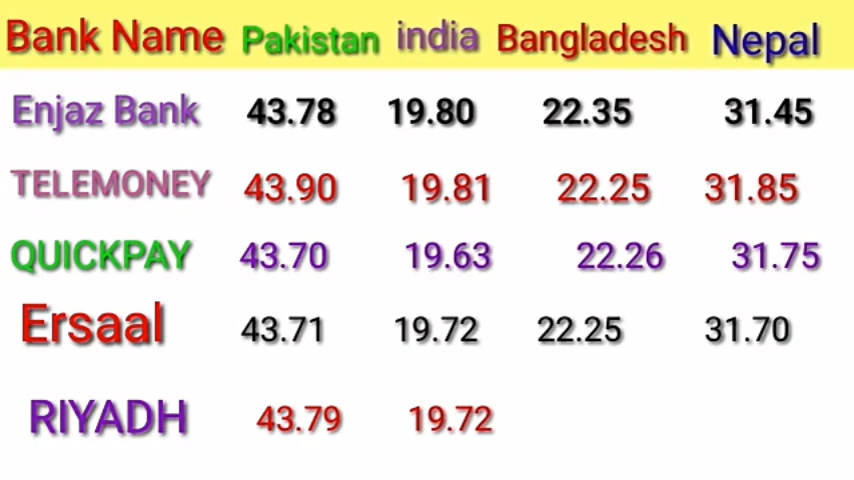 Bank Name Pakistan india Bangladesh Nepal
Enjaz Bank 43.78 19.80 22.35 31.45
TELEMONEY 43.90 19.81 22.25 31.85
QUICKPAY 43.70 19.63 22.26 31.75
Ersaal 43.71 19.72 22.25 31.70
RIYADH 43.79 19.72